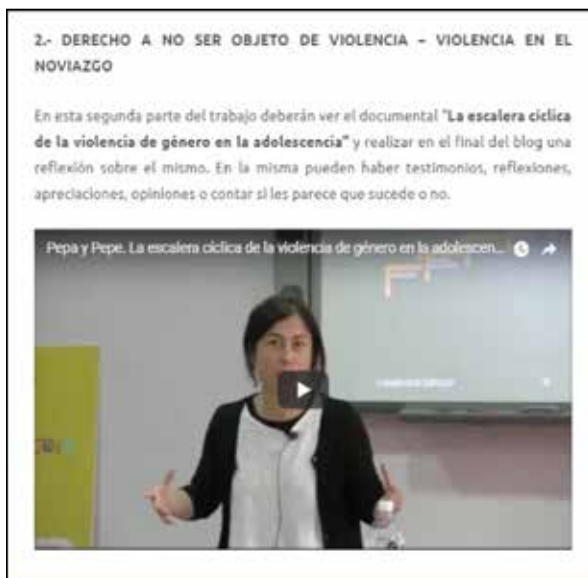 2.- DERECHO A NO SER OBJETO DE VIOLENCIA – VIOLENCIA EN EL
NOVIAZGO
En esta segunda parte del trabajo deberán ver el documental "La escalera cíclica
de la violencia de género en la adolescencia" y realizar en el final del blog una
reflexión sobre el mismo. En la misma pueden haber testimonios, reflexiones,
apreciaciones, opiniones o contar si les parece que sucede o no.
Pepa y Pepe. La escalera cíclica de la violencia de género en la adolescen...